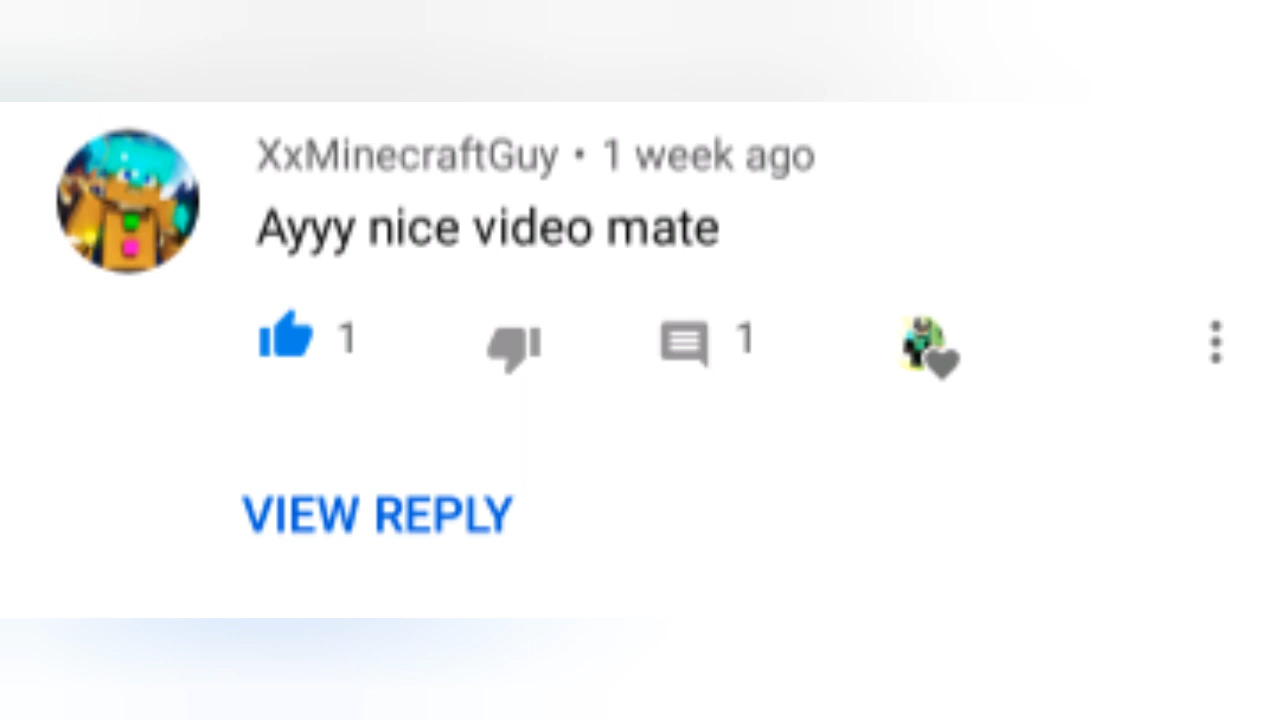 XxMinecraftGuy • 1 week ago
Ayyy nice video mate
1 1
VIEW REPLY